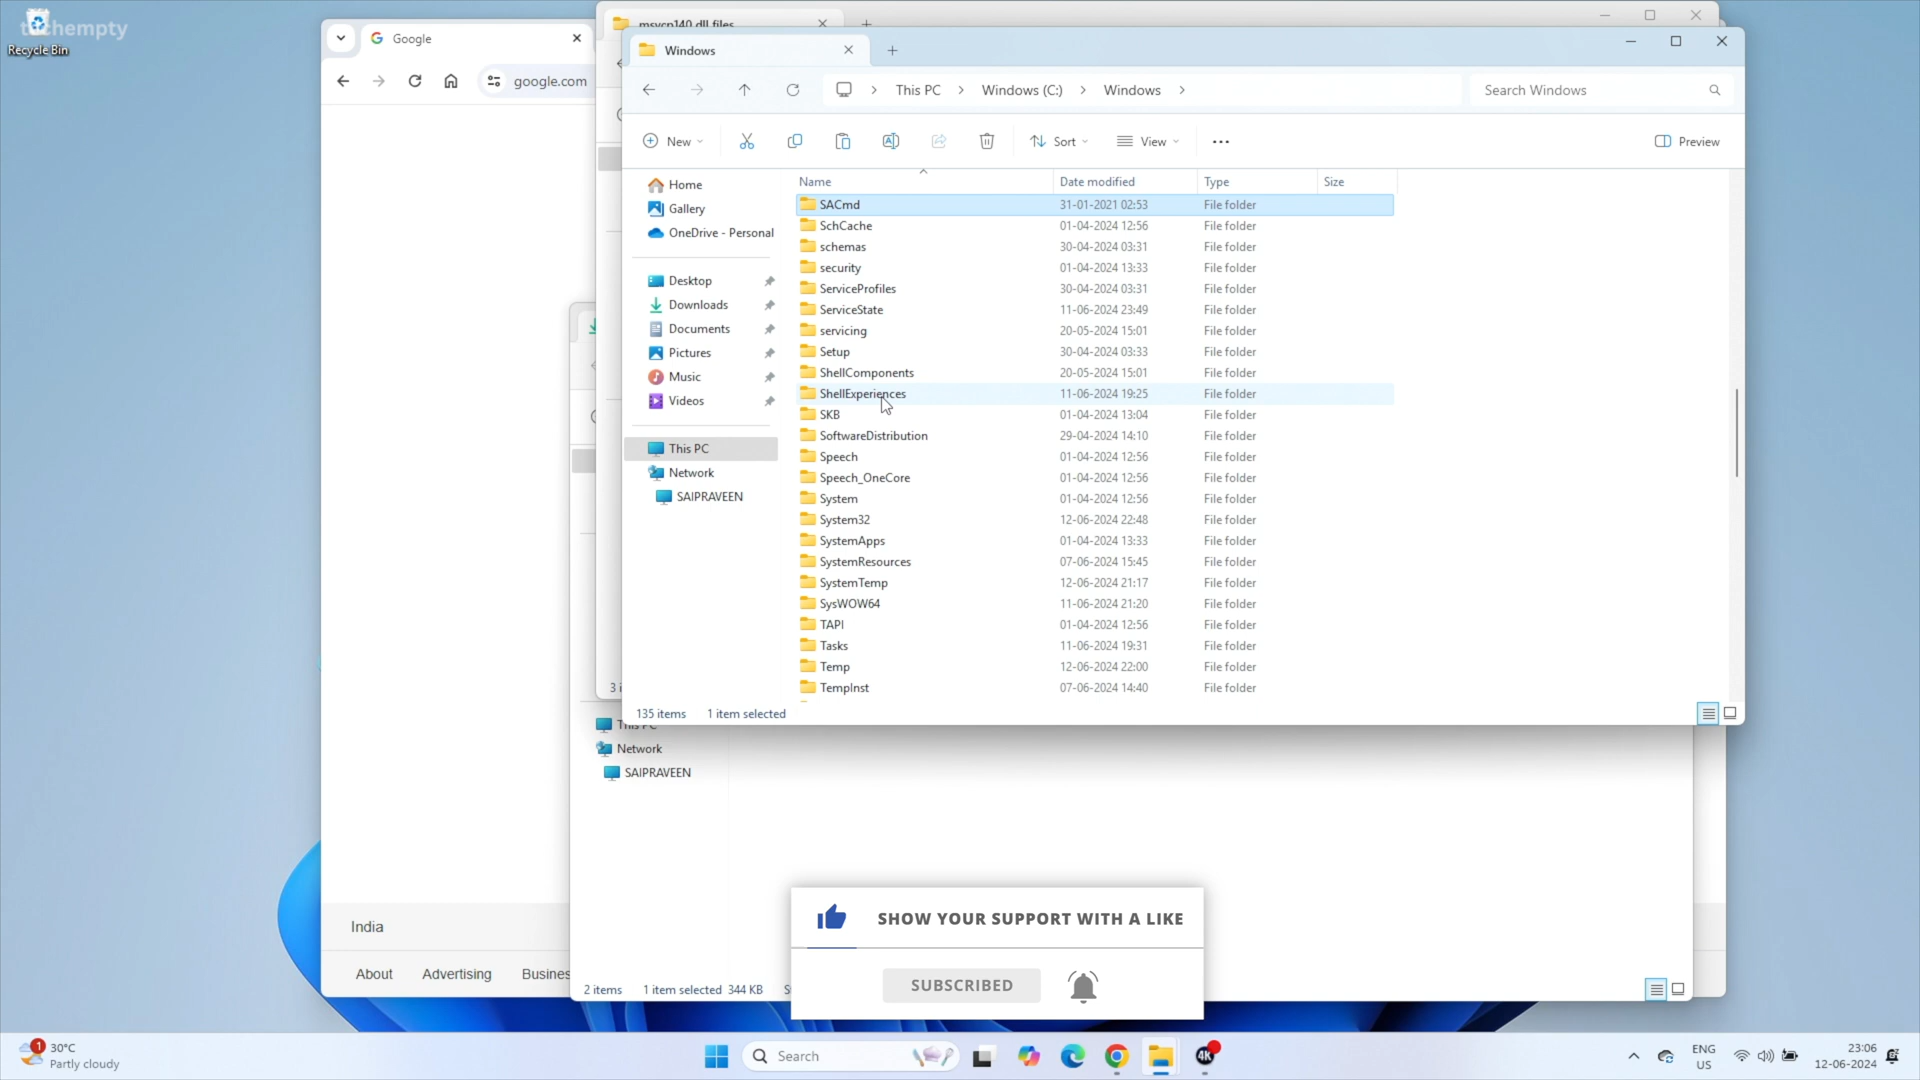 techempty
Recycle Bin
Google
google.com
msvcp140.dll files
Windows
This PC
Windows (C:)
Windows
Search Windows
New
Sort
View
Preview
Home
Gallery
OneDrive - Personal
Desktop
Downloads
Documents
Pictures
Music
Videos
This PC
Network
SAIPRAVEEN
Name Date modified Type Size
SACmd 31-01-2021 02:53 File folder
SchCache 01-04-2024 12:56 File folder
schemas 30-04-2024 03:31 File folder
security 01-04-2024 13:33 File folder
ServiceProfiles 30-04-2024 03:31 File folder
ServiceState 11-06-2024 23:49 File folder
servicing 20-05-2024 15:01 File folder
Setup 30-04-2024 03:33 File folder
ShellComponents 20-05-2024 15:01 File folder
ShellExperiences 11-06-2024 19:25 File folder
SKB 01-04-2024 13:04 File folder
SoftwareDistribution 29-04-2024 14:10 File folder
Speech 01-04-2024 12:56 File folder
Speech_OneCore 01-04-2024 12:56 File folder
System 01-04-2024 12:56 File folder
System32 12-06-2024 22:48 File folder
SystemApps 01-04-2024 13:33 File folder
SystemResources 07-06-2024 15:45 File folder
SystemTemp 12-06-2024 21:17 File folder
SysWOW64 11-06-2024 21:20 File folder
TAPI 01-04-2024 12:56 File folder
Tasks 11-06-2024 19:31 File folder
Temp 12-06-2024 22:00 File folder
TempInst 07-06-2024 14:40 File folder
135 items 1 item selected
3 i
This PC
Network
SAIPRAVEEN
India
About Advertising Busines
2 items 1 item selected 344 KB S
SHOW YOUR SUPPORT WITH A LIKE
SUBSCRIBED
1
30°C
Partly cloudy
Search
4K
ENG
US
23:06
12-06-2024